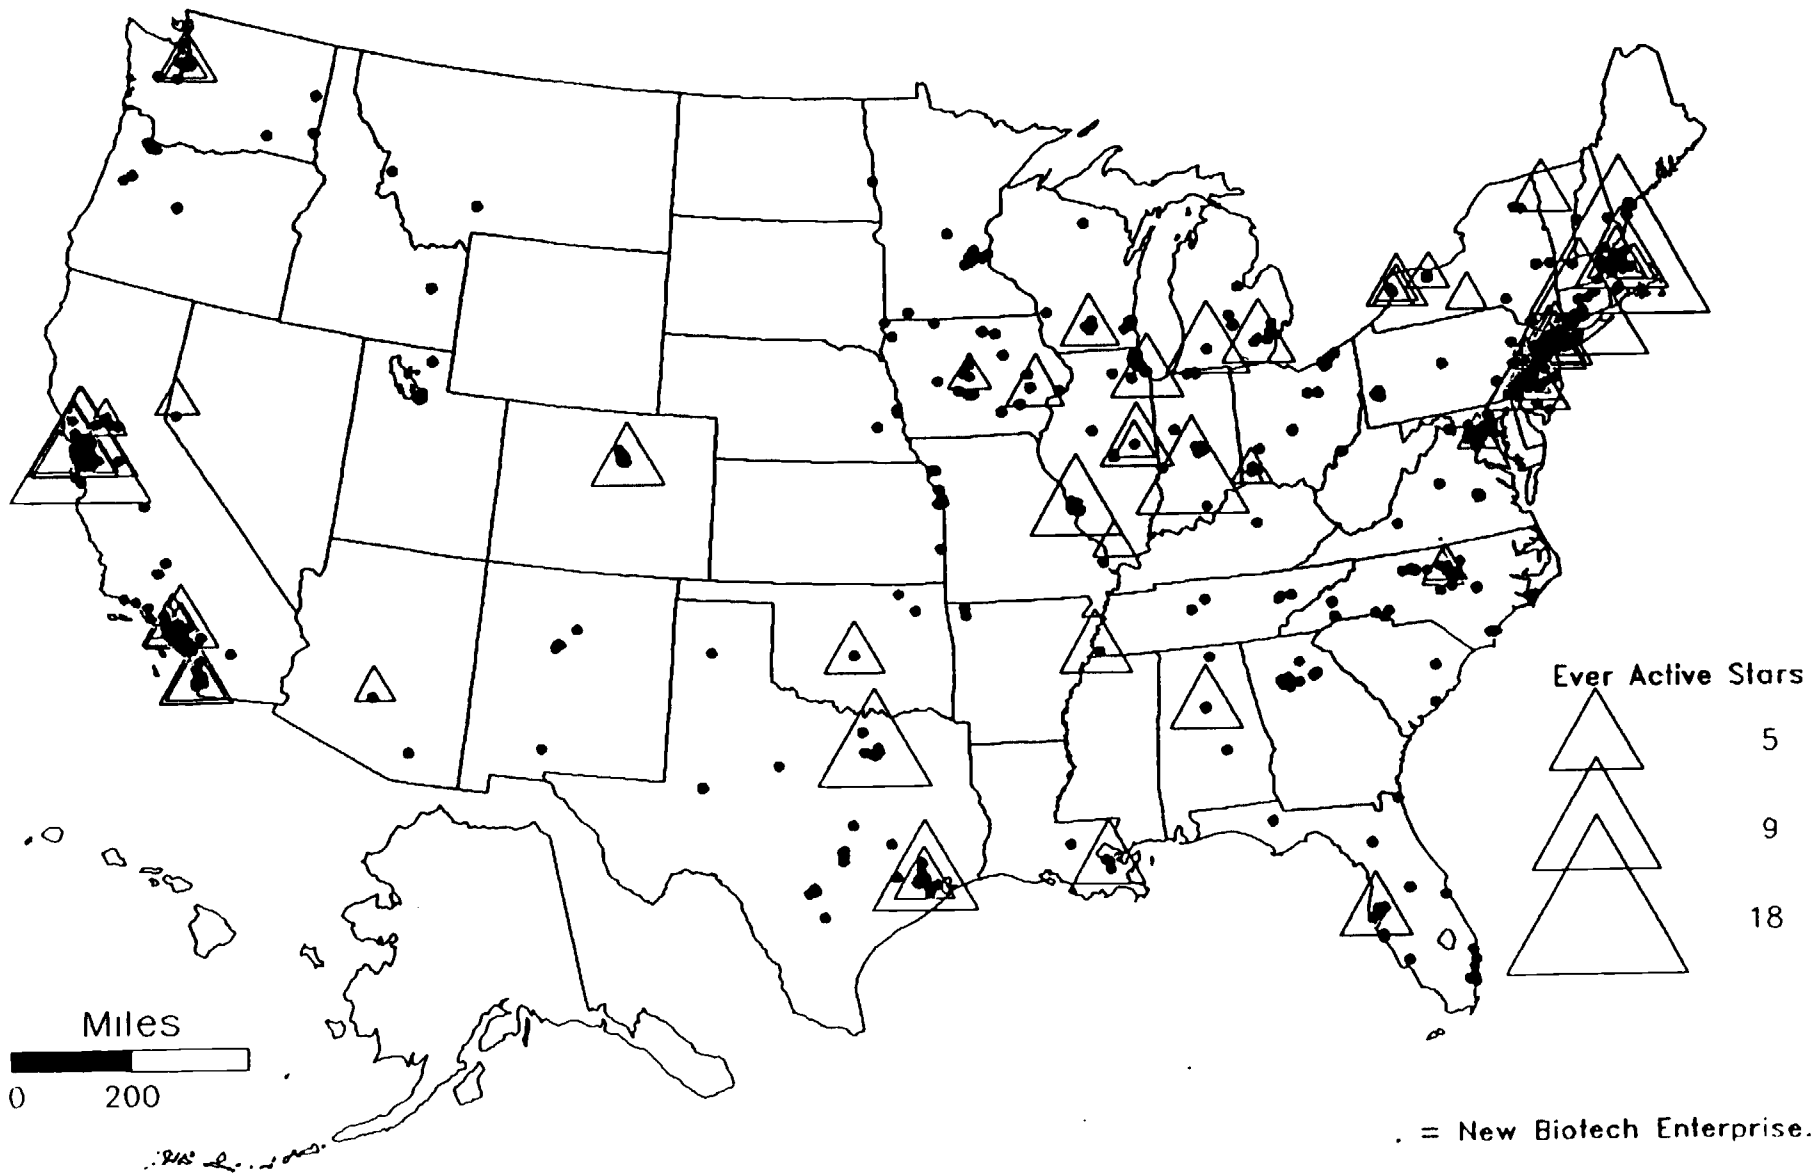 Ever Active Stars
5
9
18
Miles
0 200
. = New Biotech Enterprise.